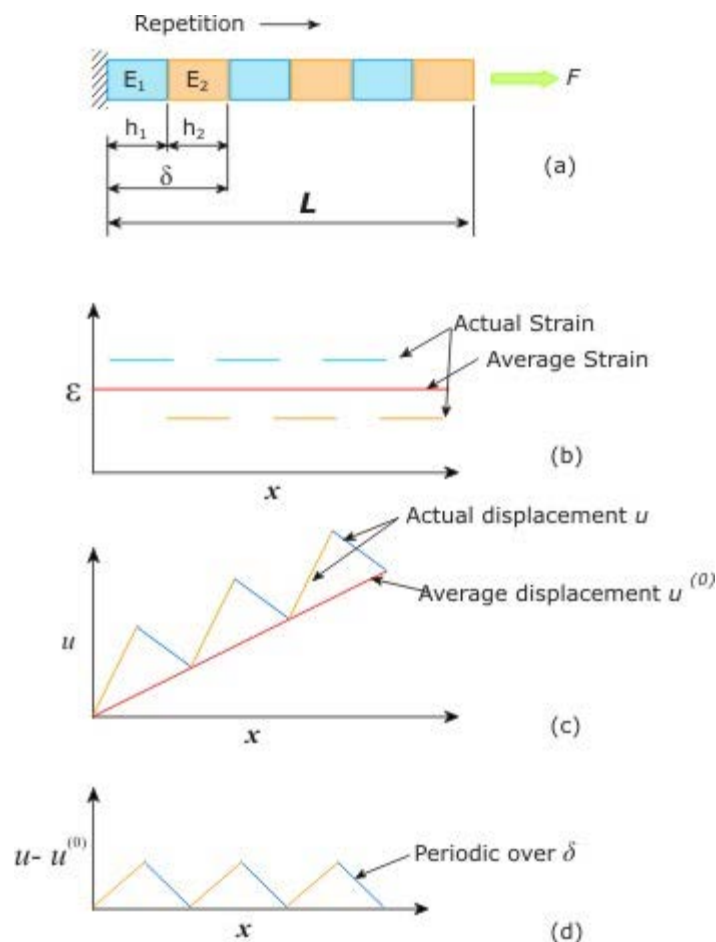 Repetition
E1 E2
F
h1 h2
δ
(a)
L
Actual Strain
Average Strain
ε
(b)
x
Actual displacement u
Average displacement u (0)
u
(c)
x
u- u(0)
Periodic over δ
x
(d)